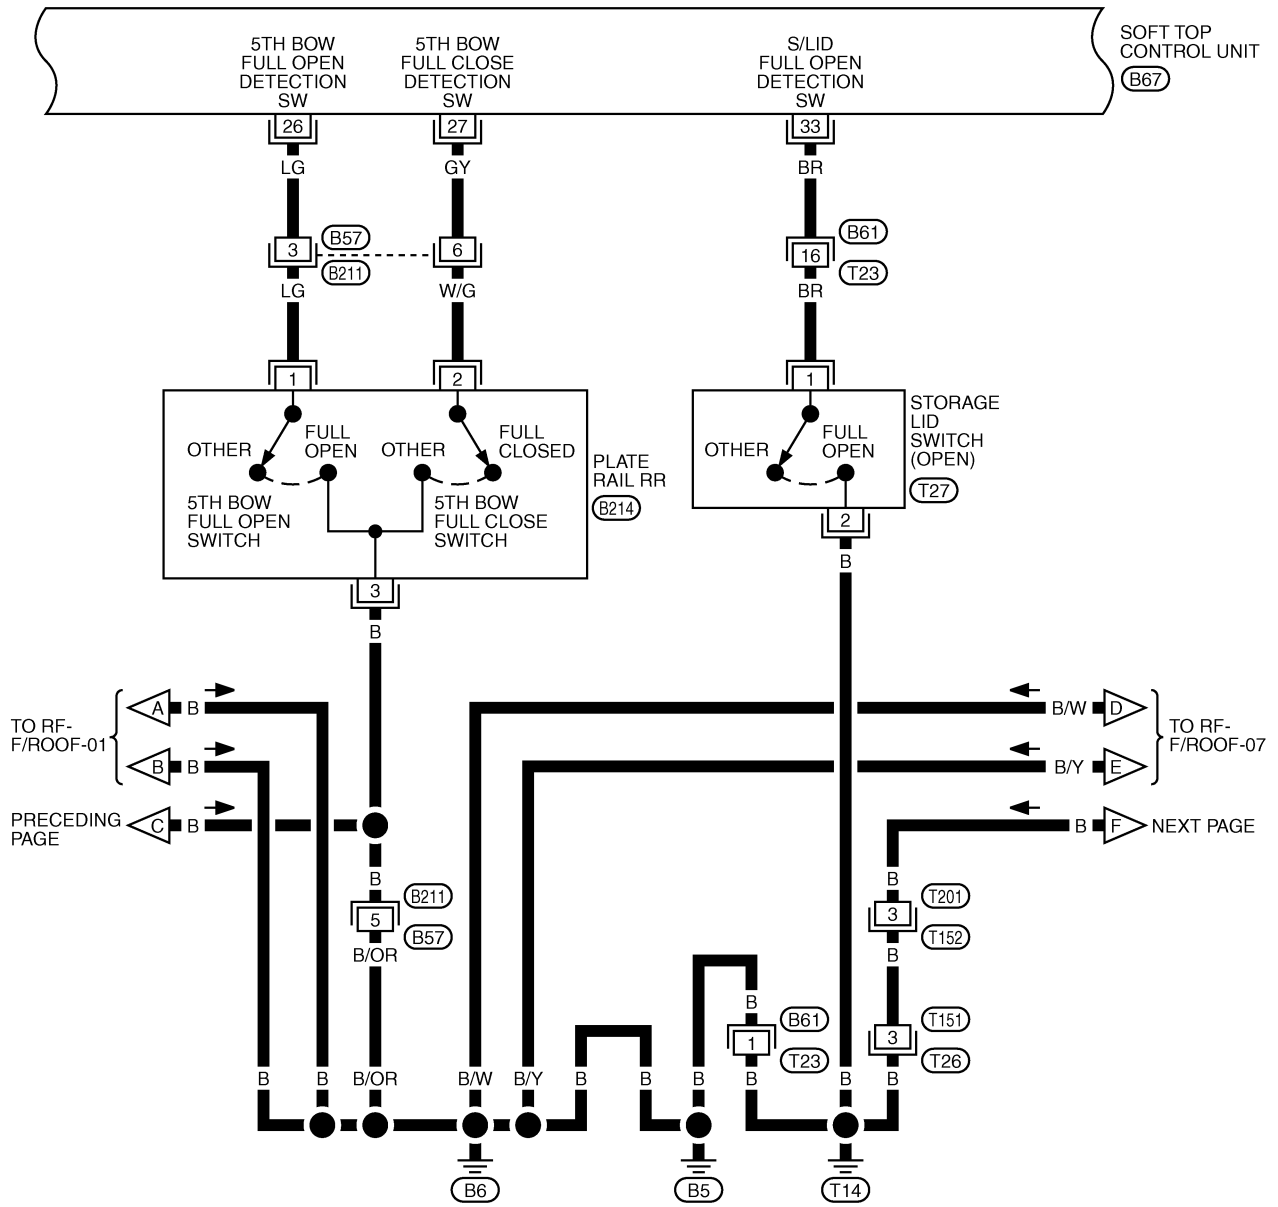 5TH BOW
FULL OPEN
DETECTION
SW
5TH BOW
FULL CLOSE
DETECTION
SW
S/LID
FULL OPEN
DETECTION
SW
SOFT TOP
CONTROL UNIT
B67
26
27
33
LG
GY
BR
3
B57
B211
6
16
B61
T23
LG
W/G
BR
1
2
1
OTHER
FULL
OPEN
OTHER
FULL
CLOSED
5TH BOW
FULL OPEN
SWITCH
5TH BOW
FULL CLOSE
SWITCH
PLATE
RAIL RR
B214
OTHER
FULL
OPEN
STORAGE
LID
SWITCH
(OPEN)
T27
2
B
3
B
TO RF-
F/ROOF-01
A
B
B
B
PRECEDING
PAGE
C
B
B/W
D
B/Y
E
TO RF-
F/ROOF-07
B
F
NEXT PAGE
B
5
B211
B57
B/OR
B
3
T201
T152
B
B
1
B61
T23
3
T151
T26
B
B
B/OR
B/W
B/Y
B
B
B
B
B
B
B6
B5
T14